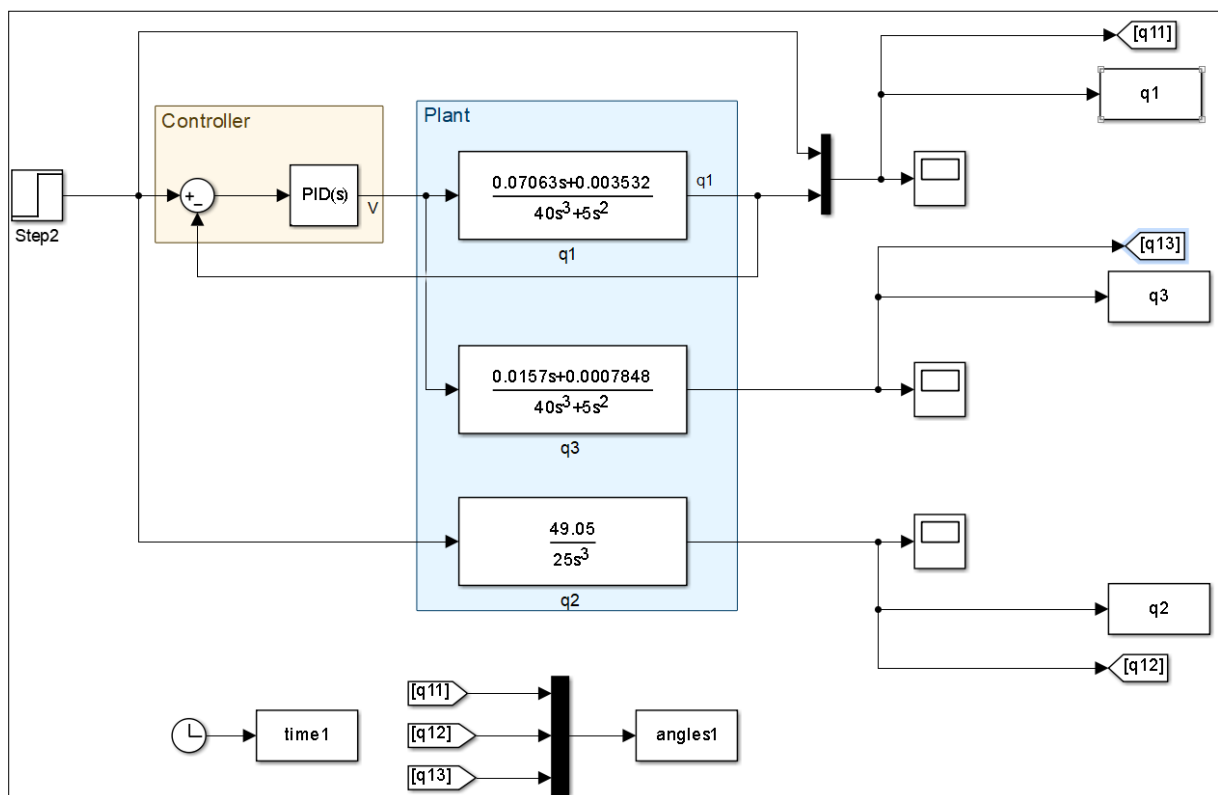 [q11]
q1
Controller
Plant
+
−
PID(s)
V
0.07063s+0.003532
40s³+5s²
q1
q1
Step2
[q13]
q3
0.0157s+0.0007848
40s³+5s²
q3
49.05
25s³
q2
q2
[q12]
time1
[q11]
[q12]
[q13]
angles1